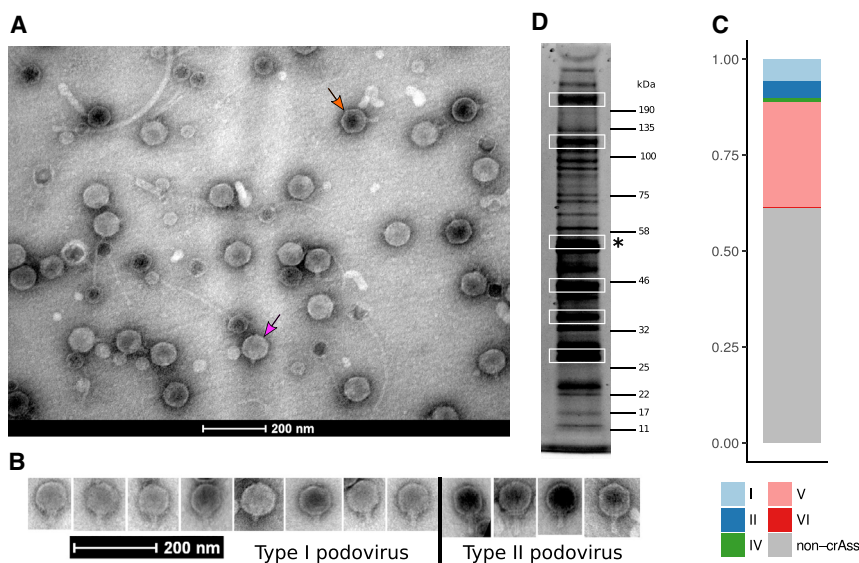 A
200 nm
B
200 nm
Type I podovirus
Type II podovirus
D
kDa
190
135
100
75
58
*
46
32
25
22
17
11
C
1.00
0.75
0.50
0.25
0.00
I
V
II
VI
IV
non–crAss